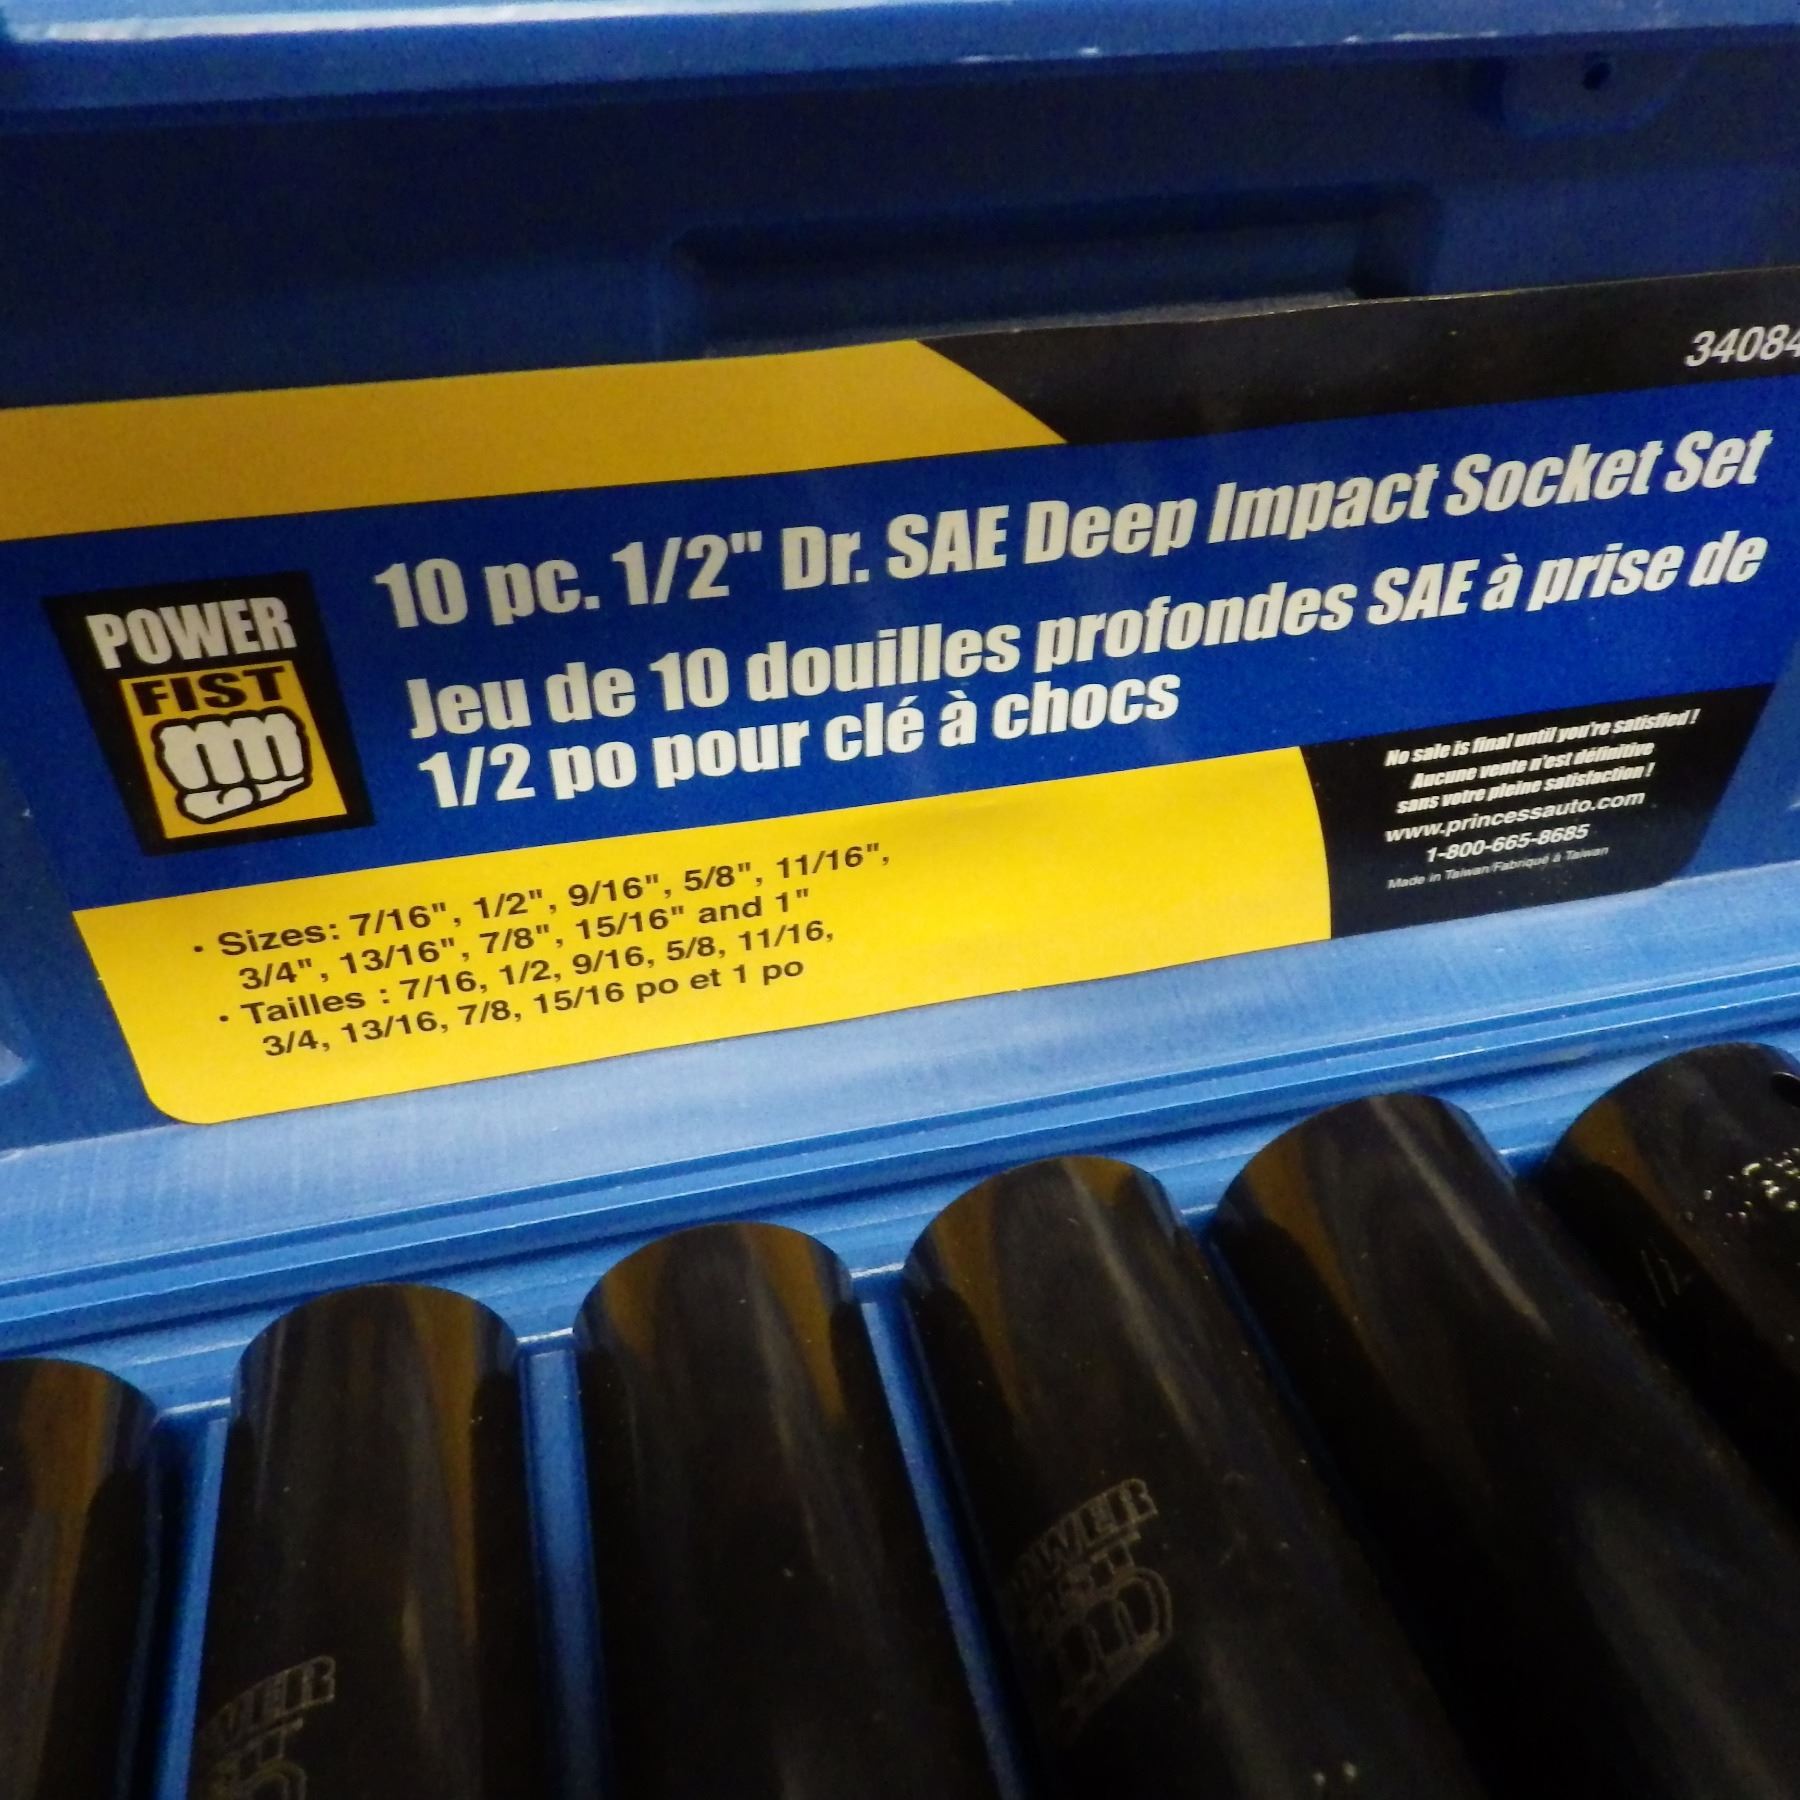 34084
10 pc. 1/2" Dr. SAE Deep Impact Socket Set
Jeu de 10 douilles profondes SAE à prise de
1/2 po pour clé à chocs
POWER
FIST
• Sizes: 7/16", 1/2", 9/16", 5/8", 11/16",
3/4", 13/16", 7/8", 15/16" and 1"
• Tailles : 7/16, 1/2, 9/16, 5/8, 11/16,
3/4, 13/16, 7/8, 15/16 po et 1 po
No sale is final until you're satisfied !
Aucune vente n'est définitive
sans votre pleine satisfaction !
www.princessauto.com
1-800-665-8685
Made in Taiwan/Fabriqué à Taiwan
POWER
FIST